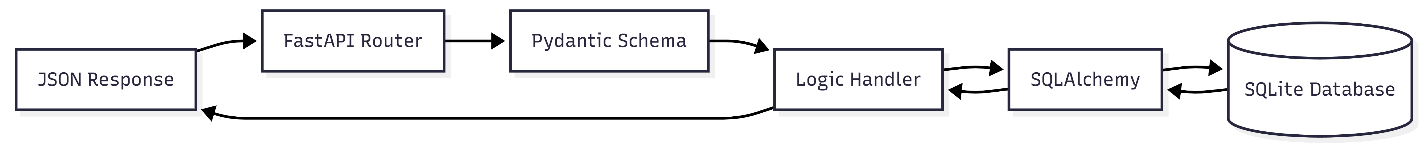 JSON Response
FastAPI Router
Pydantic Schema
Logic Handler
SQLAlchemy
SQLite Database